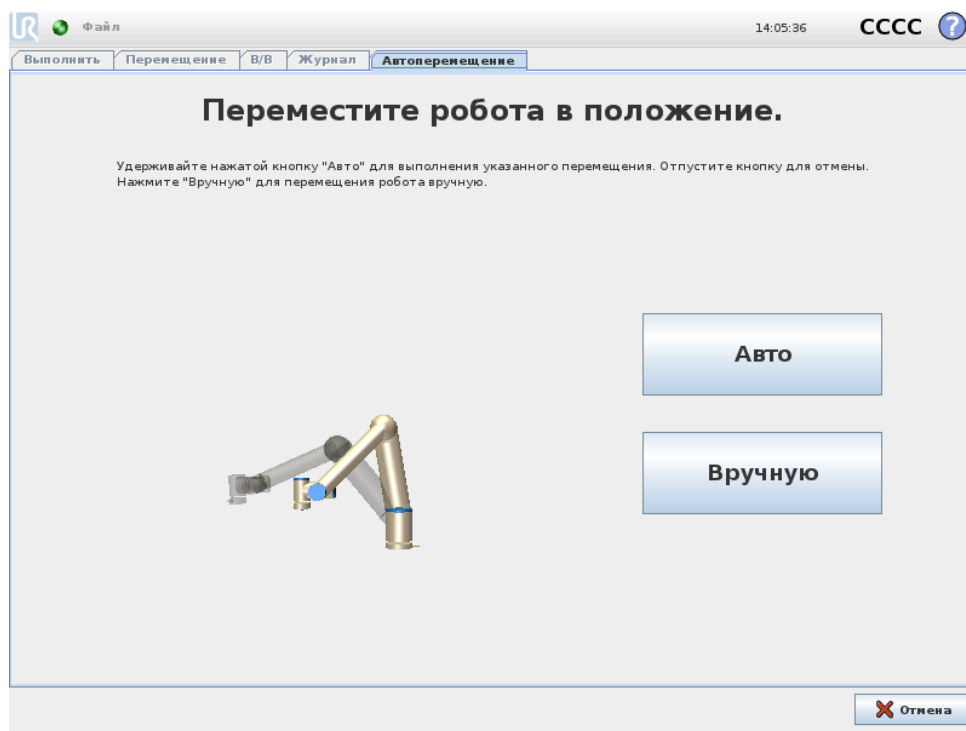 UR Файл 14:05:36 CCCC ?
Выполнить Перемещение В/В Журнал Автоперемещение
Переместите робота в положение.
Удерживайте нажатой кнопку "Авто" для выполнения указанного перемещения. Отпустите кнопку для отмены.
Нажмите "Вручную" для перемещения робота вручную.
Авто
Вручную
Отмена